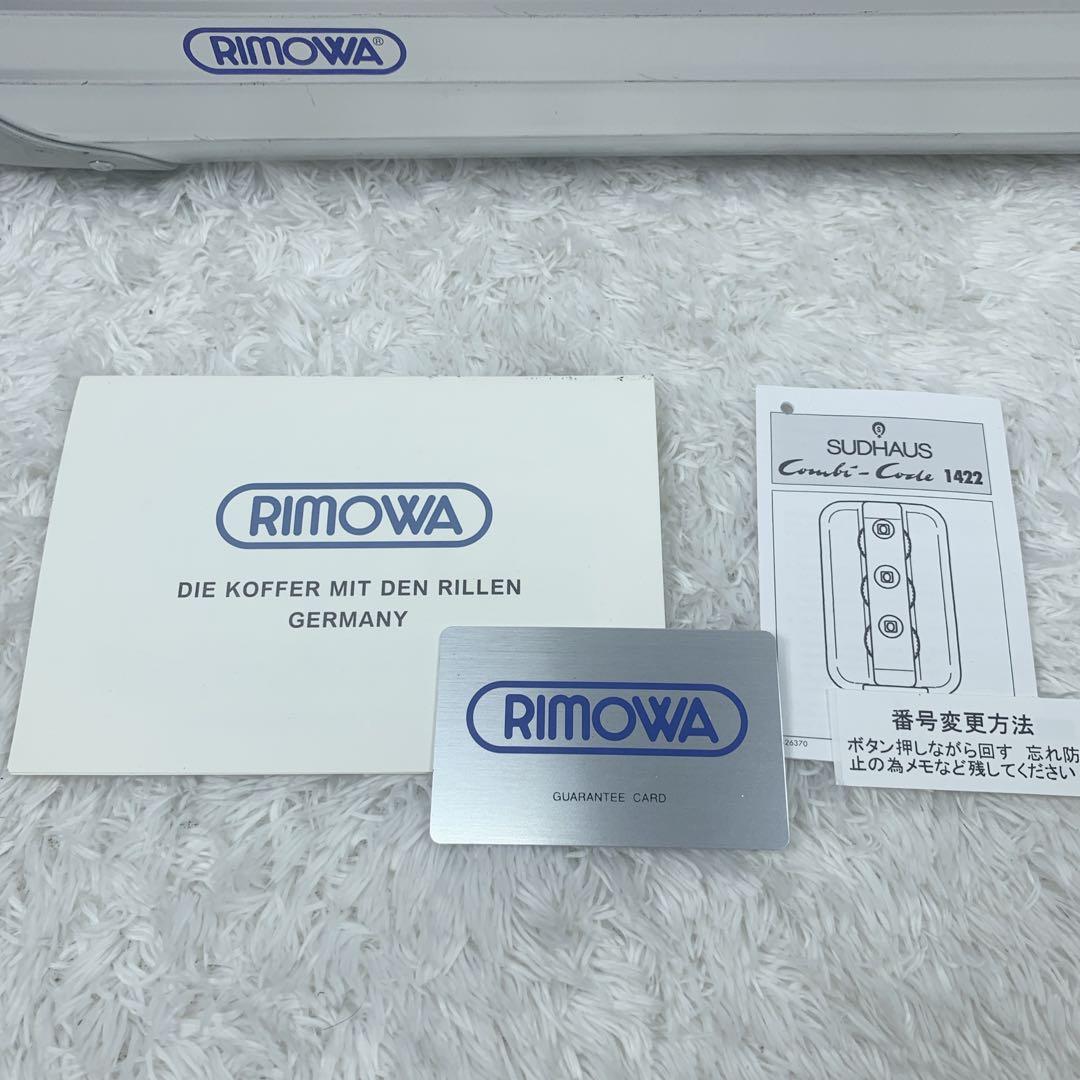 RIMOWA®
RIMOWA
DIE KOFFER MIT DEN RILLEN
GERMANY
SUDHAUS
Combi-Code 1422
26370
番号変更方法
ボタン押しながら回す 忘れ防
止の為メモなど残してください
RIMOWA
GUARANTEE CARD